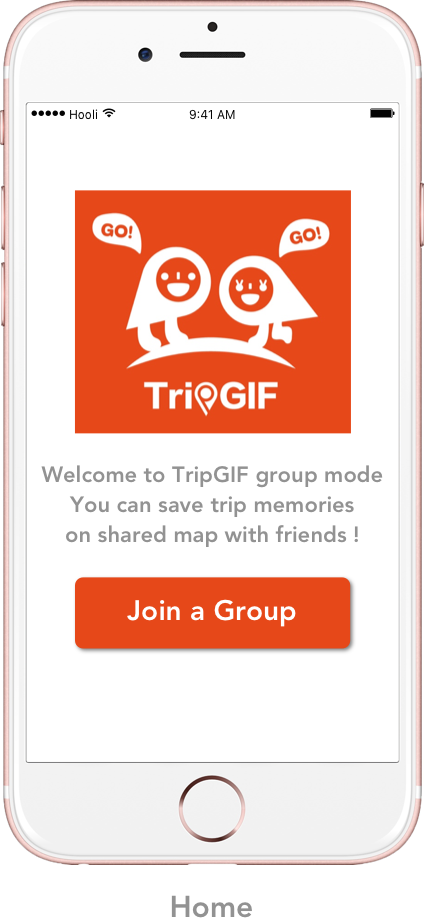 Hooli 9:41 AM
GO! GO!
TripGIF
Welcome to TripGIF group mode
You can save trip memories
on shared map with friends !
Join a Group
Home